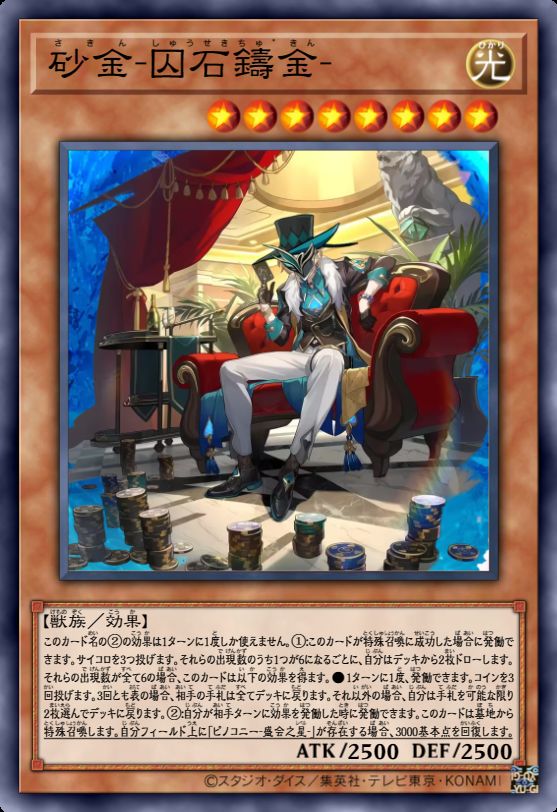 砂金-囚石鑄金-
光
【獣族／効果】
このカード名の②の効果は1ターンに1度しか使えません。①:このカードが特殊召喚に成功した場合に発動で
きます。サイコロを3つ投げます。それらの出現数のうち1つが6になるごとに、自分はデッキから2枚ドローします。
それらの出現数が全て6の場合、このカードは以下の効果を得ます。●1ターンに1度、発動できます。コインを3
回投げます。3回とも表の場合、相手の手札は全てデッキに戻ります。それ以外の場合、自分は手札を可能な限り
2枚選んでデッキに戻ります。②:自分が相手ターンに効果を発動した時に発動できます。このカードは墓地から
特殊召喚します。自分フィールド上に「ピノコニー-盛会之星-」が存在する場合、3000基本点を回復します。
ATK/2500 DEF/2500
©スタジオ・ダイス／集英社・テレビ東京・KONAMI